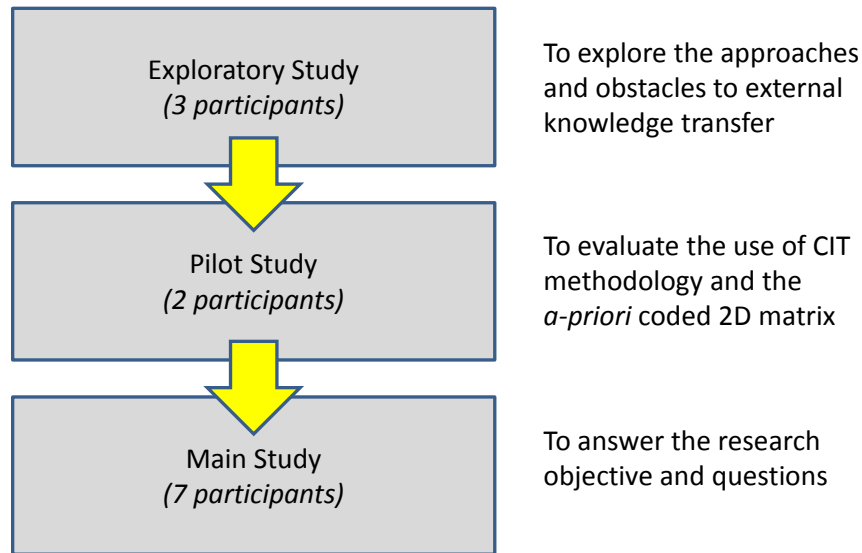 Exploratory Study
(3 participants)
To explore the approaches
and obstacles to external
knowledge transfer
Pilot Study
(2 participants)
To evaluate the use of CIT
methodology and the
a-priori coded 2D matrix
Main Study
(7 participants)
To answer the research
objective and questions